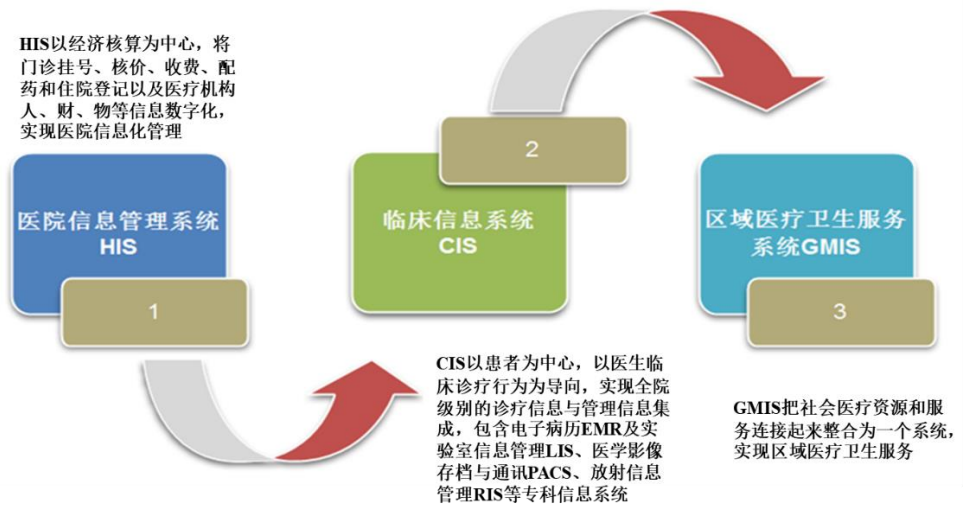 HIS以经济核算为中心，将
门诊挂号、核价、收费、配
药和住院登记以及医疗机构
人、财、物等信息数字化，
实现医院信息化管理
医院信息管理系统
HIS
1
临床信息系统
CIS
2
区域医疗卫生服务
系统GMIS
3
CIS以患者为中心，以医生临
床诊疗行为为导向，实现全院
级别的诊疗信息与管理信息集
成，包含电子病历EMR及实
验室信息管理LIS、医学影像
存档与通讯PACS、放射信息
管理RIS等专科信息系统
GMIS把社会医疗资源和服
务连接起来整合为一个系统，
实现区域医疗卫生服务